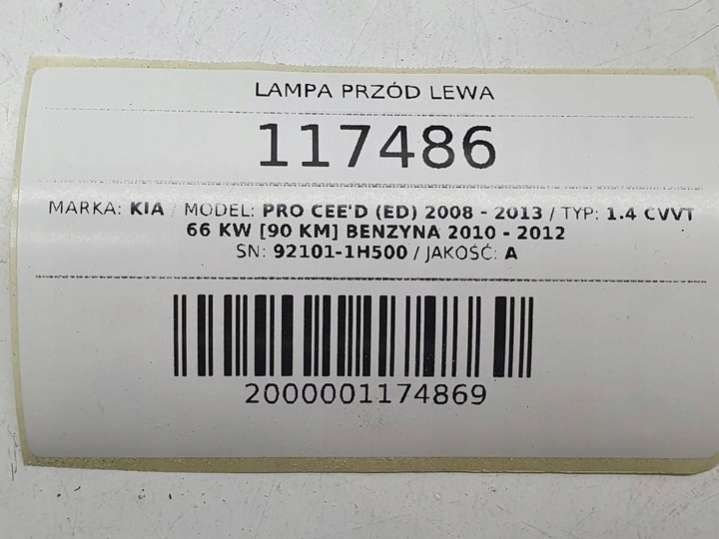 LAMPA PRZÓD LEWA
117486
MARKA: KIA / MODEL: PRO CEE'D (ED) 2008 - 2013 / TYP: 1.4 CVVT
66 KW [90 KM] BENZYNA 2010 - 2012
SN: 92101-1H500 / JAKOŚĆ: A
2000001174869